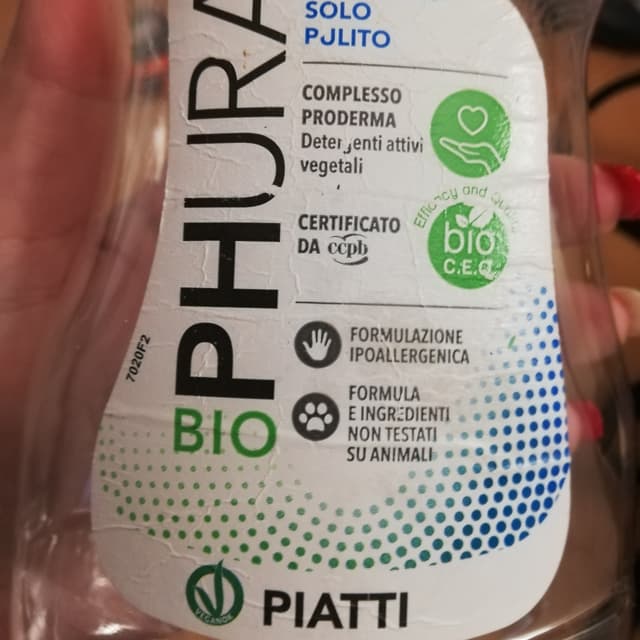 SOLO
PULITO
PHURA
BIO
COMPLESSO
PRODERMA
Detergenti attivi
vegetali
CERTIFICATO
DA ccpb
Efficacy and
bio
C.E.Q.
FORMULAZIONE
IPOALLERGENICA
FORMULA
E INGREDIENTI
NON TESTATI
SU ANIMALI
7020F2
VEGANOK
PIATTI